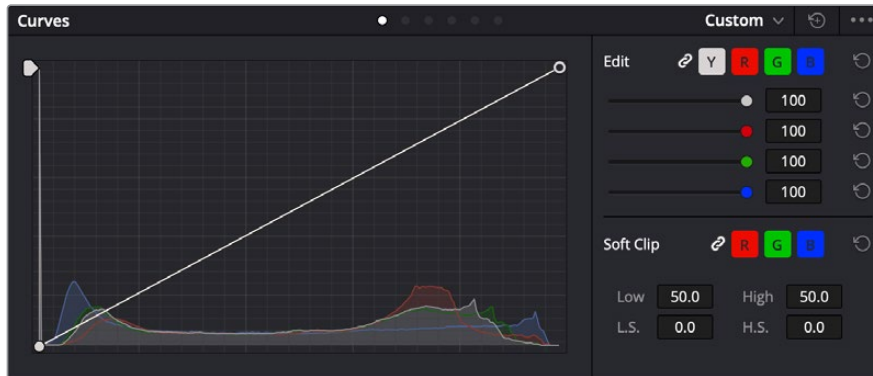 Curves
Custom
Edit Y R G B
100
100
100
100
Soft Clip R G B
Low 50.0 High 50.0
L.S. 0.0 H.S. 0.0